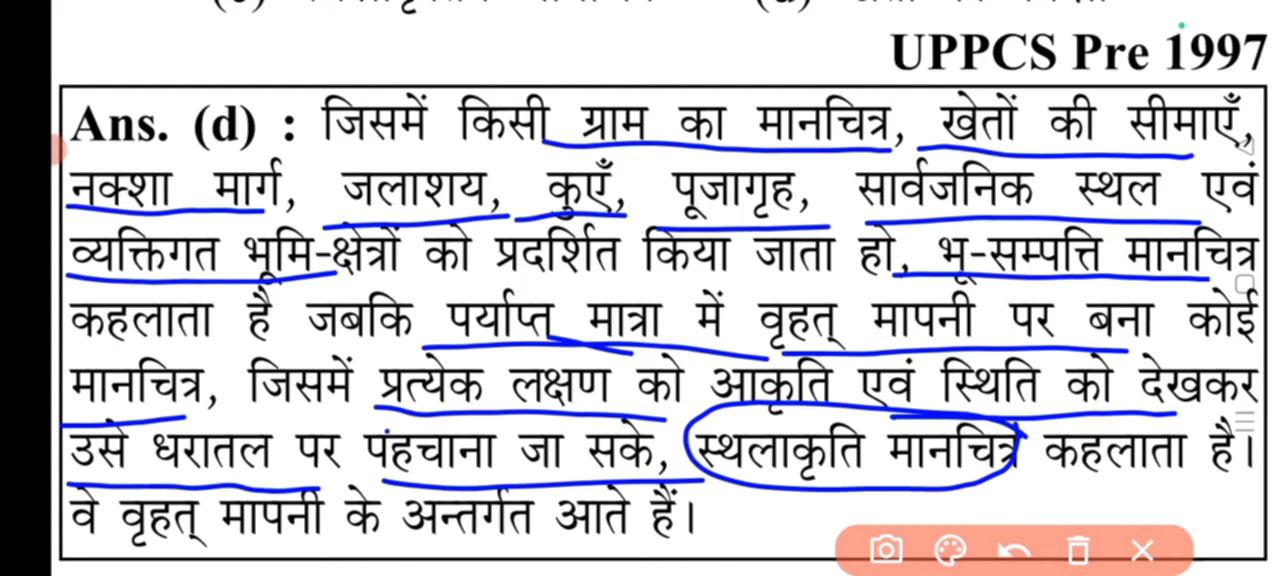 UPPCS Pre 1997
Ans. (d) : जिसमें किसी ग्राम का मानचित्र, खेतों की सीमाएँ,
नक्शा मार्ग, जलाशय, कुएँ, पूजागृह, सार्वजनिक स्थल एवं
व्यक्तिगत भूमि-क्षेत्रों को प्रदर्शित किया जाता हो, भू-सम्पत्ति मानचित्र
कहलाता है जबकि पर्याप्त मात्रा में वृहत् मापनी पर बना कोई
मानचित्र, जिसमें प्रत्येक लक्षण को आकृति एवं स्थिति को देखकर
उसे धरातल पर पंहचाना जा सके, स्थलाकृति मानचित्र कहलाता है।
वे वृहत् मापनी के अन्तर्गत आते हैं।